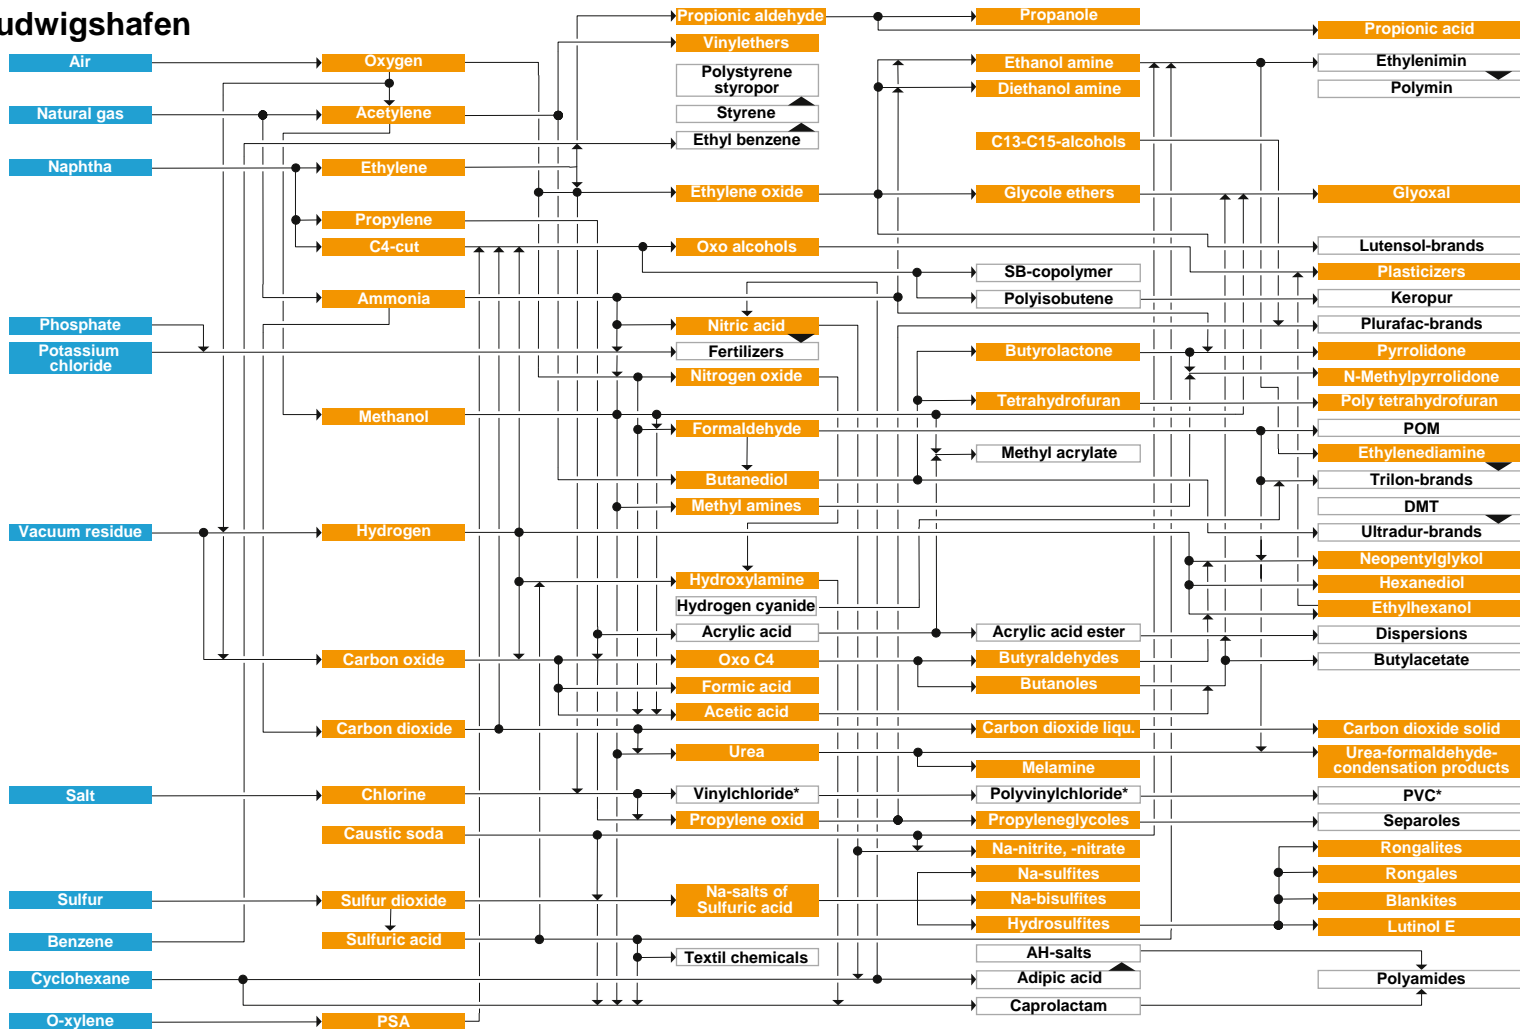 udwigshafen
Air
Natural gas
Naphtha
Phosphate
Potassium
chloride
Vacuum residue
Salt
Sulfur
Benzene
Cyclohexane
O-xylene
Oxygen
Acetylene
Ethylene
Propylene
C4-cut
Ammonia
Methanol
Hydrogen
Carbon oxide
Carbon dioxide
Chlorine
Caustic soda
Sulfur dioxide
Sulfuric acid
PSA
Propionic aldehyde
Vinylethers
Polystyrene
styropor
Styrene
Ethyl benzene
Ethylene oxide
Oxo alcohols
Nitric acid
Fertilizers
Nitrogen oxide
Formaldehyde
Butanediol
Methyl amines
Hydroxylamine
Hydrogen cyanide
Acrylic acid
Oxo C4
Formic acid
Acetic acid
Urea
Vinylchloride*
Propylene oxid
Na-salts of
Sulfuric acid
Textil chemicals
Propanole
Ethanol amine
Diethanol amine
C13-C15-alcohols
Glycole ethers
SB-copolymer
Polyisobutene
Butyrolactone
Tetrahydrofuran
Methyl acrylate
Acrylic acid ester
Butyraldehydes
Butanoles
Carbon dioxide liqu.
Melamine
Polyvinylchloride*
Propyleneglycoles
Na-nitrite, -nitrate
Na-sulfites
Na-bisulfites
Hydrosulfites
AH-salts
Adipic acid
Caprolactam
Propionic acid
Ethylenimin
Polymin
Glyoxal
Lutensol-brands
Plasticizers
Keropur
Plurafac-brands
Pyrrolidone
N-Methylpyrrolidone
Poly tetrahydrofuran
POM
Ethylenediamine
Trilon-brands
DMT
Ultradur-brands
Neopentylglykol
Hexanediol
Ethylhexanol
Dispersions
Butylacetate
Carbon dioxide solid
Urea-formaldehyde-
condensation products
PVC*
Separoles
Rongalites
Rongales
Blankites
Lutinol E
Polyamides